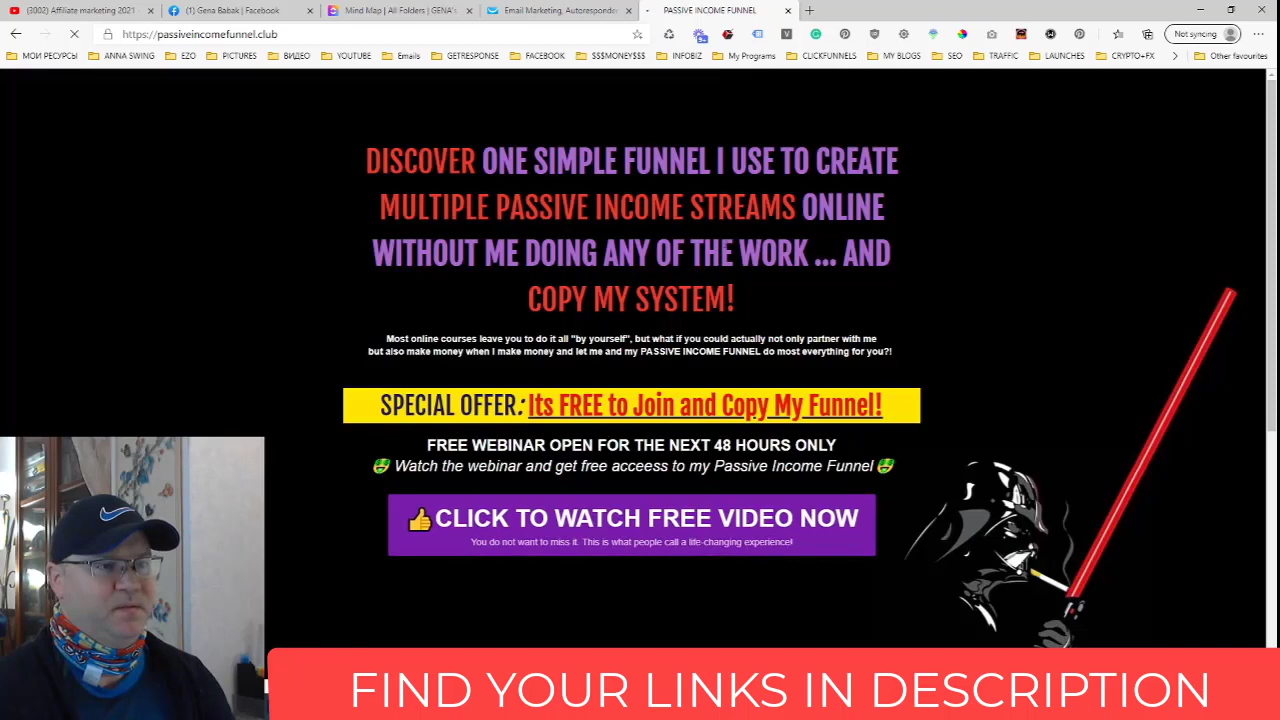 (3002) Affiliate marketing 2021
(1) Gena Babak | Facebook
Mind Map | All Folders | GENA's
Email Marketing, Autoresponder
PASSIVE INCOME FUNNEL
https://passiveincomefunnel.club
Not syncing
МОИ РЕСУРСЫ
ANNA SWING
EZO
PICTURES
ВИДЕО
YOUTUBE
Emails
GETRESPONSE
FACEBOOK
$$$MONEY$$$
INFOBIZ
My Programs
CLICKFUNNELS
MY BLOGS
SEO
TRAFFIC
LAUNCHES
CRYPTO+FX
Other favourites
DISCOVER ONE SIMPLE FUNNEL I USE TO CREATE
MULTIPLE PASSIVE INCOME STREAMS ONLINE
WITHOUT ME DOING ANY OF THE WORK ... AND
COPY MY SYSTEM!
Most online courses leave you to do it all "by yourself", but what if you could actually not only partner with me
but also make money when I make money and let me and my PASSIVE INCOME FUNNEL do most everything for you?!
SPECIAL OFFER: Its FREE to Join and Copy My Funnel!
FREE WEBINAR OPEN FOR THE NEXT 48 HOURS ONLY
🤑 Watch the webinar and get free acceess to my Passive Income Funnel 🤑
👍CLICK TO WATCH FREE VIDEO NOW
You do not want to miss it. This is what people call a life-changing experience!
FIND YOUR LINKS IN DESCRIPTION